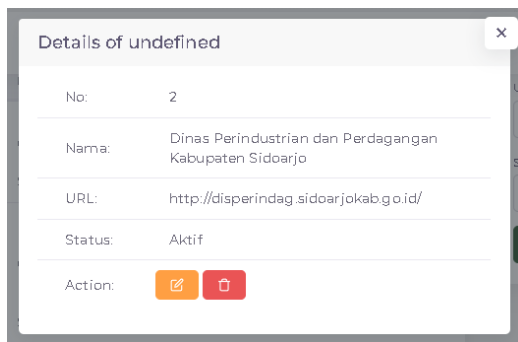 Details of undefined
×
No: 2
Nama: Dinas Perindustrian dan Perdagangan
Kabupaten Sidoarjo
URL: http://disperindag.sidoarjokab.go.id/
Status: Aktif
Action: